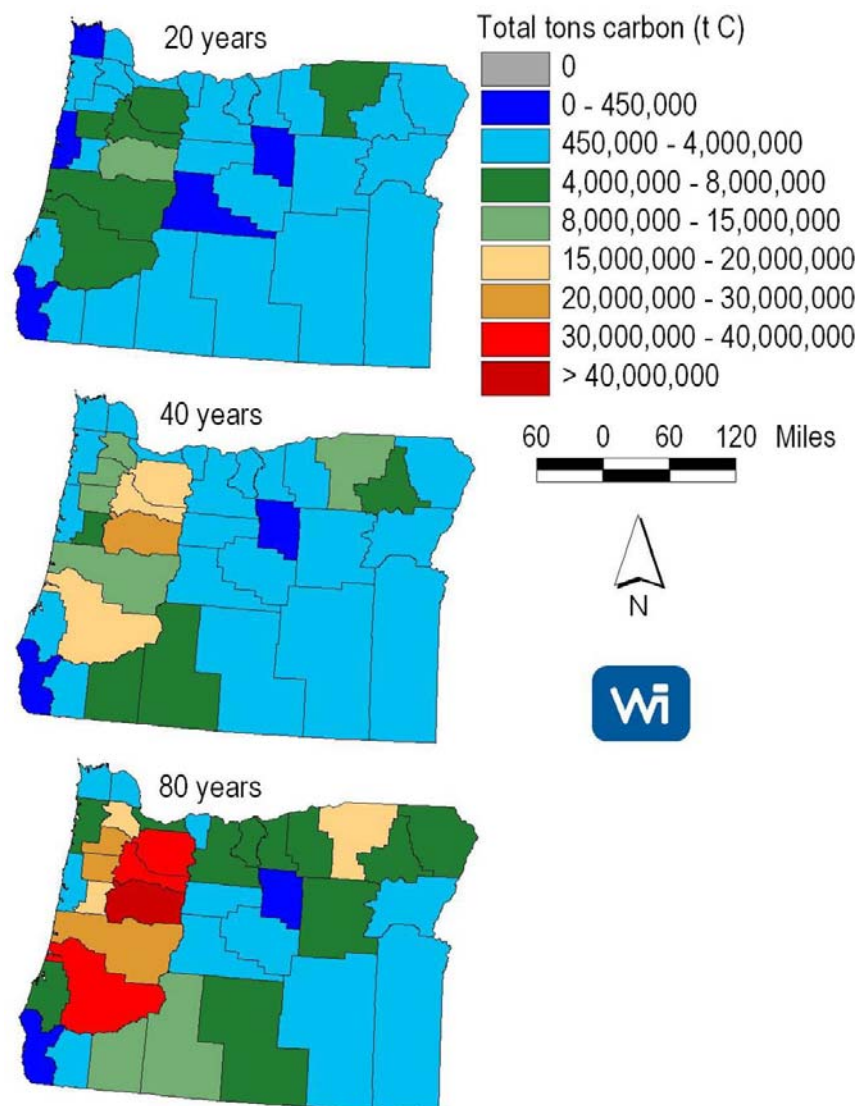 20 years
Total tons carbon (t C)
0
0 - 450,000
450,000 - 4,000,000
4,000,000 - 8,000,000
8,000,000 - 15,000,000
15,000,000 - 20,000,000
20,000,000 - 30,000,000
30,000,000 - 40,000,000
> 40,000,000
40 years
60 0 60 120 Miles
N
Wi
80 years